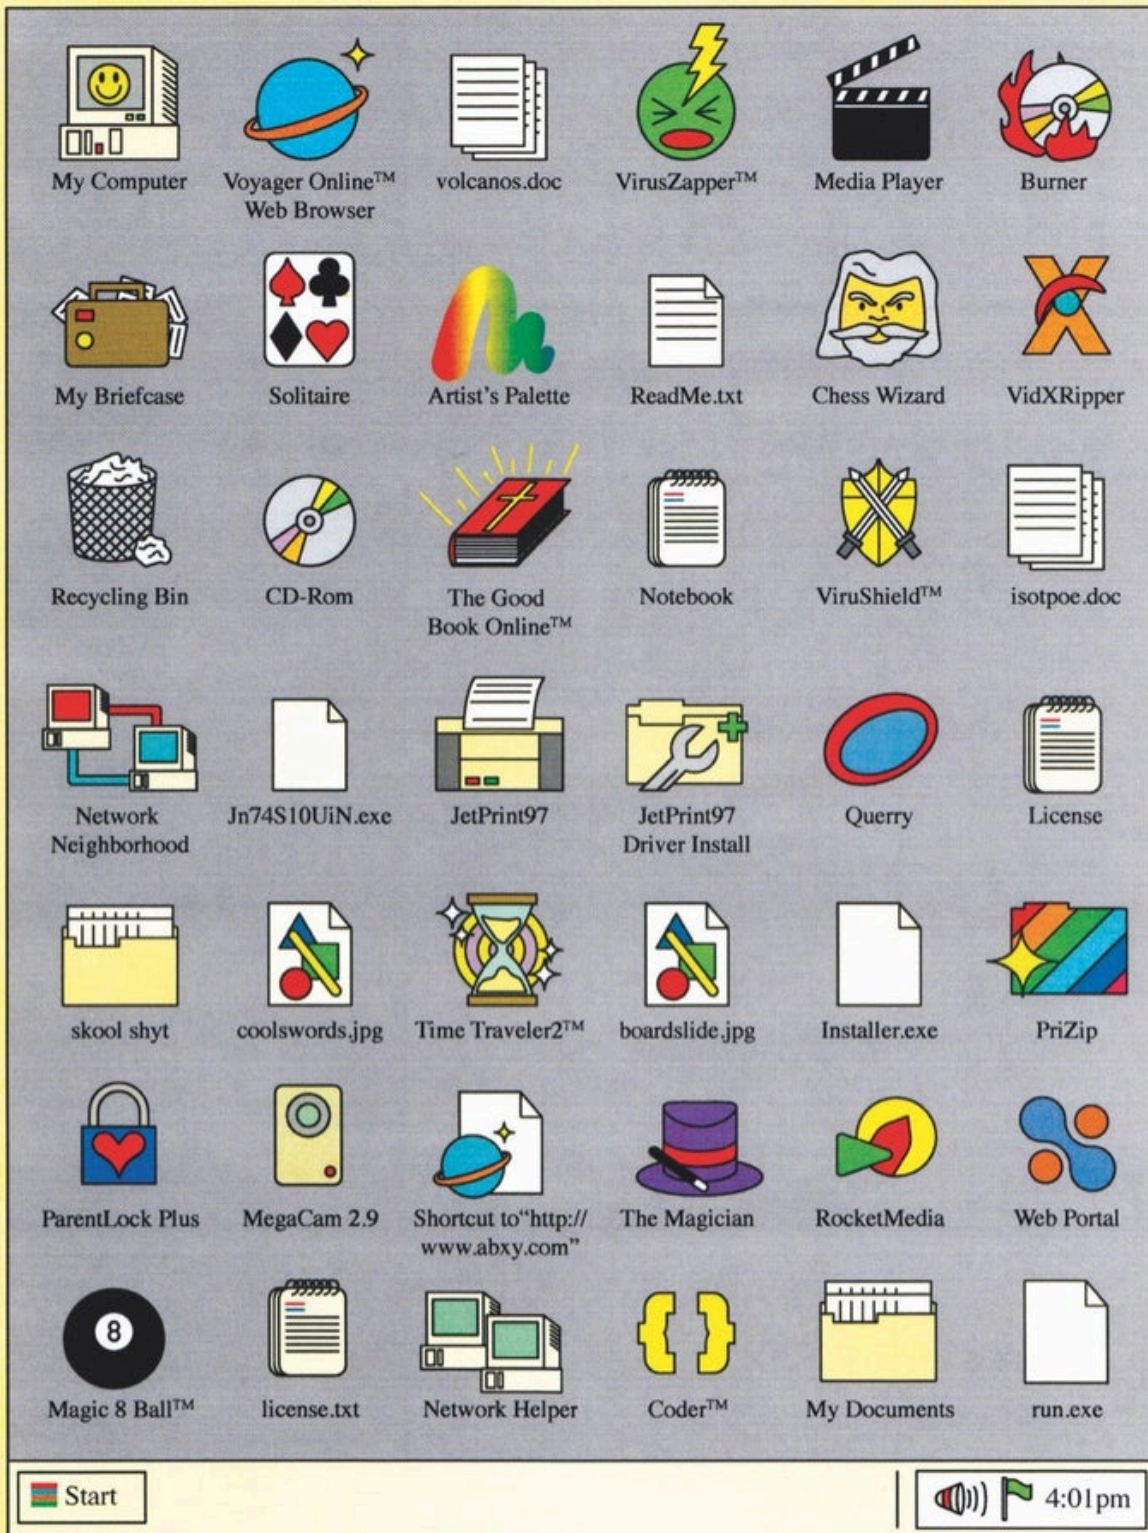 My Computer
Voyager Online™
Web Browser
volcanos.doc
VirusZapper™
Media Player
Burner
My Briefcase
Solitaire
Artist's Palette
ReadMe.txt
Chess Wizard
VidXRipper
Recycling Bin
CD-Rom
The Good
Book Online™
Notebook
ViruShield™
isotpoe.doc
Network
Neighborhood
Jn74S10UiN.exe
JetPrint97
JetPrint97
Driver Install
Querry
License
skool shyt
coolswords.jpg
Time Traveler2™
boardslide.jpg
Installer.exe
PriZip
ParentLock Plus
MegaCam 2.9
Shortcut to“http://
www.abxy.com”
The Magician
RocketMedia
Web Portal
8
Magic 8 Ball™
license.txt
Network Helper
Coder™
My Documents
run.exe
Start
4:01pm